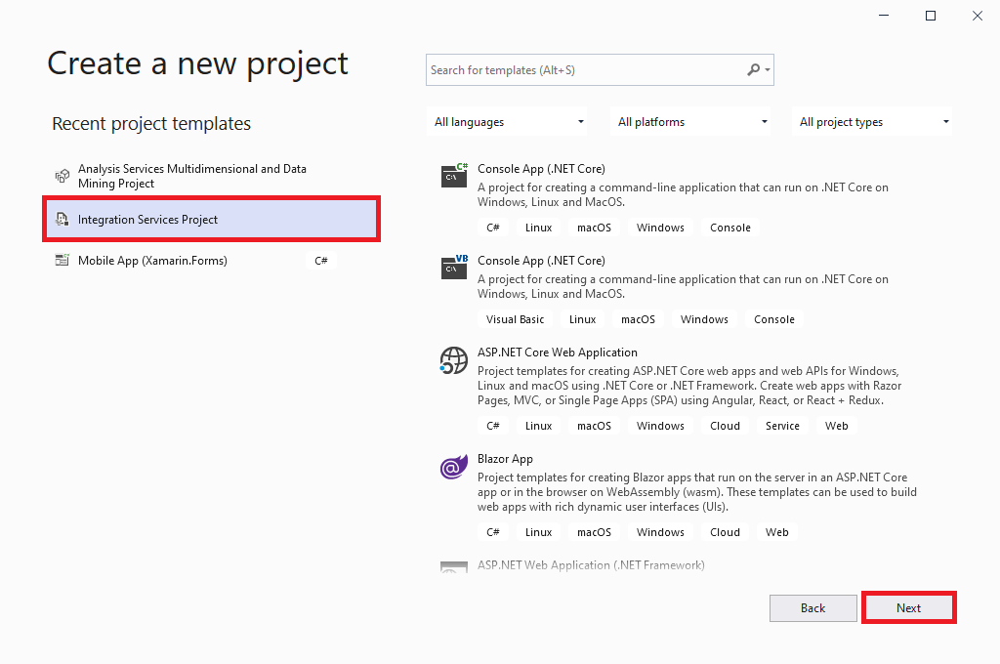 Create a new project
Search for templates (Alt+S)
Recent project templates
All languages
All platforms
All project types
Analysis Services Multidimensional and Data
Mining Project
Integration Services Project
Mobile App (Xamarin.Forms)
C#
C#
C:\
Console App (.NET Core)
A project for creating a command-line application that can run on .NET Core on
Windows, Linux and MacOS.
C# Linux macOS Windows Console
VB
C:\
Console App (.NET Core)
A project for creating a command-line application that can run on .NET Core on
Windows, Linux and MacOS.
Visual Basic Linux macOS Windows Console
ASP.NET Core Web Application
Project templates for creating ASP.NET Core web apps and web APIs for Windows,
Linux and macOS using .NET Core or .NET Framework. Create web apps with Razor
Pages, MVC, or Single Page Apps (SPA) using Angular, React, or React + Redux.
C# Linux macOS Windows Cloud Service Web
@
Blazor App
Project templates for creating Blazor apps that run on the server in an ASP.NET Core
app or in the browser on WebAssembly (wasm). These templates can be used to build
web apps with rich dynamic user interfaces (UIs).
C# Linux macOS Windows Cloud Web
ASP.NET Web Application (.NET Framework)
Back
Next